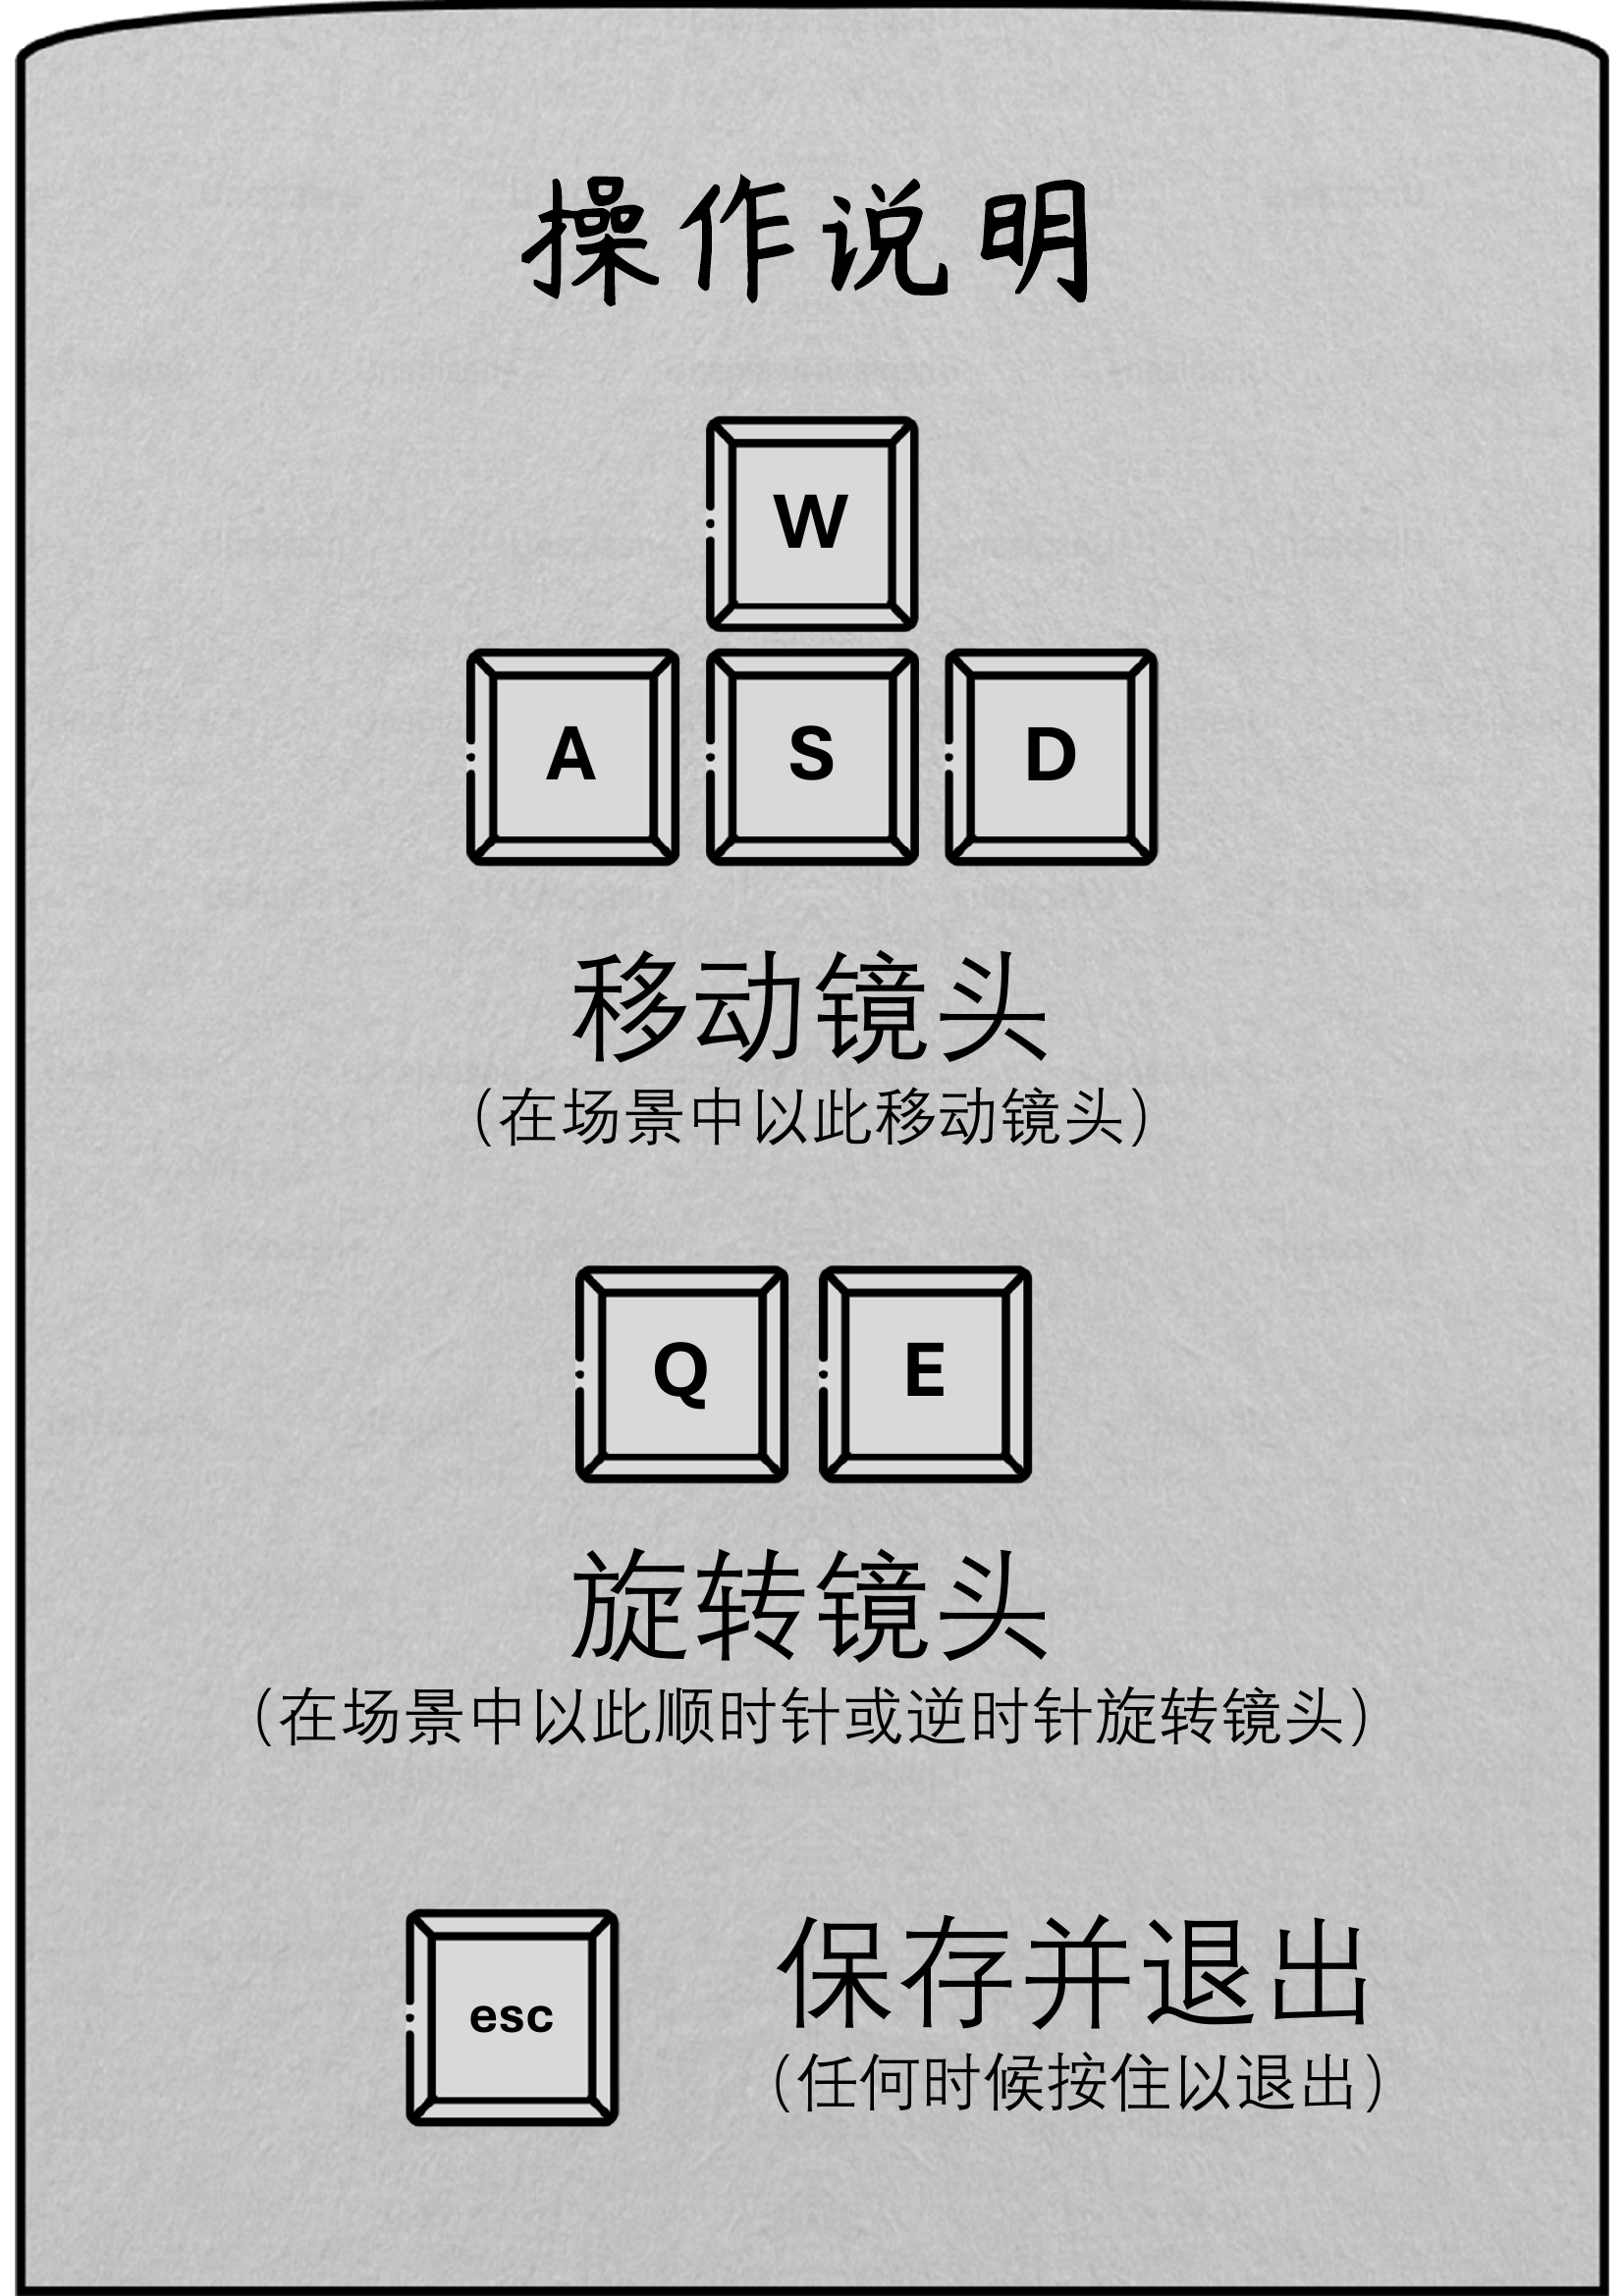 操作说明
W
A S D
移动镜头
（在场景中以此移动镜头）
Q E
旋转镜头
（在场景中以此顺时针或逆时针旋转镜头）
esc 保存并退出
（任何时候按住以退出）